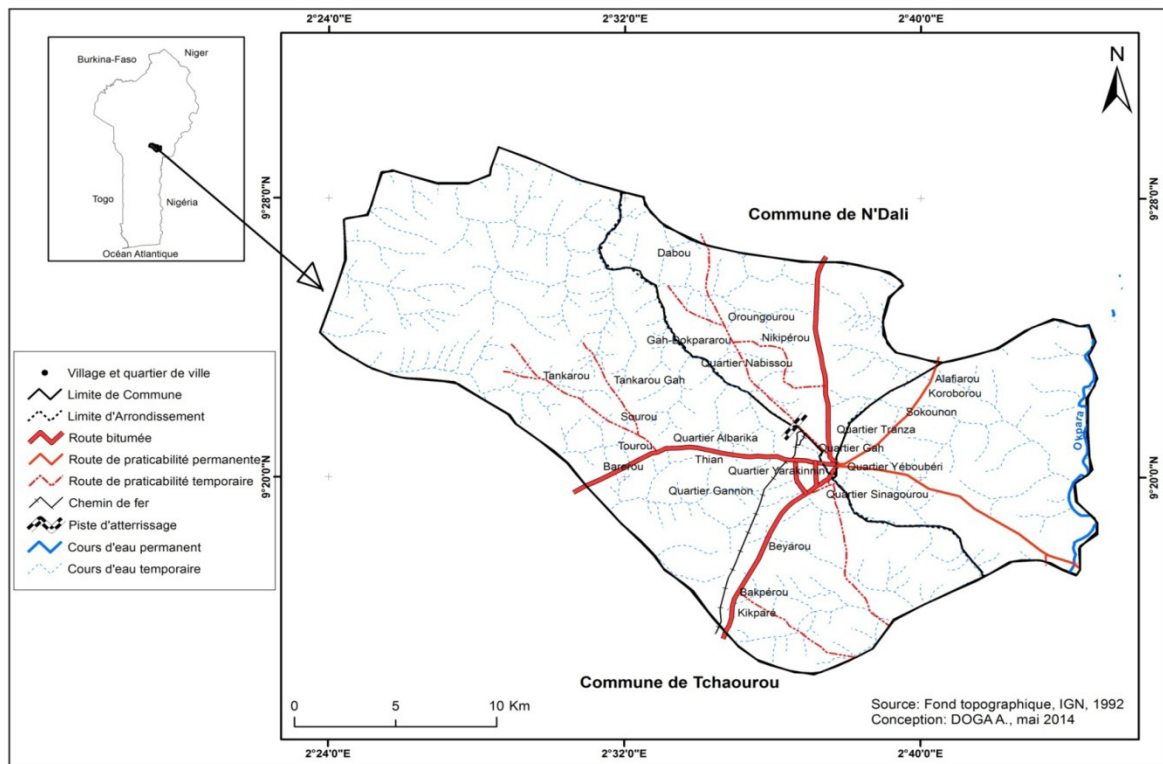 2°24'0"E
2°32'0"E
2°40'0"E
Burkina-Faso
Niger
Togo
Nigéria
Océan Atlantique
N
9°28'0"N
9°28'0"N
Commune de N'Dali
Dabou
Oroungourou
Gah-Bokpararou
Nikipérou
Quartier Nabissou
Tankarou
Tankarou Gah
Alafiarou
Koroborou
Sokounon
Sourou
Quartier Tranza
Okpara
Tourou
Quartier Albarika
Quartier Gah
Barerou
Thian
Quartier Yarakinnin
Quartier Yéboubéri
Quartier Gannon
Quartier Sinagourou
9°20'0"N
9°20'0"N
Beyarou
Bakpérou
Kikparé
Village et quartier de ville
Limite de Commune
Limite d'Arrondissement
Route bitumée
Route de praticabilité permanente
Route de praticabilité temporaire
Chemin de fer
Piste d'atterrissage
Cours d'eau permanent
Cours d'eau temporaire
Commune de Tchaourou
0 5 10 Km
Source: Fond topographique, IGN, 1992
Conception: DOGA A., mai 2014
2°24'0"E
2°32'0"E
2°40'0"E